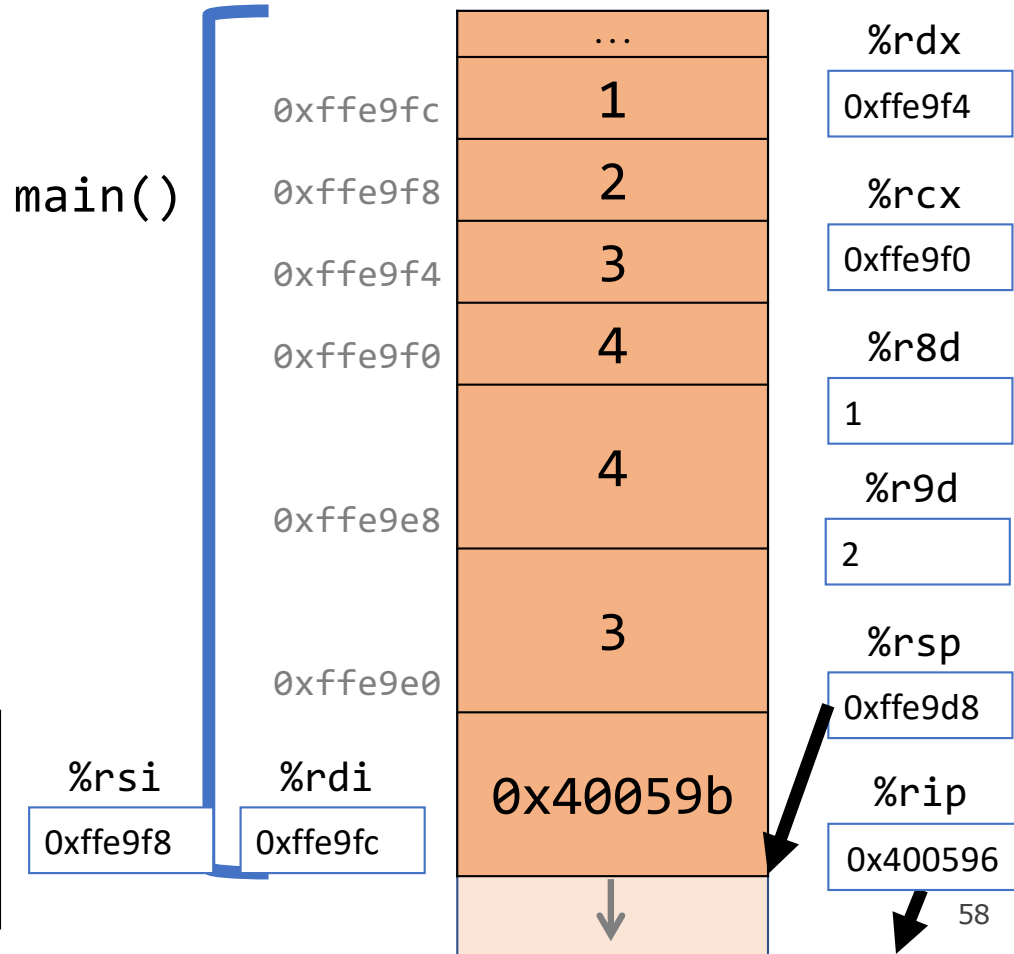 …
%rdx
0xffe9fc
1
0xffe9f4
main()
0xffe9f8
2
%rcx
0xffe9f4
3
0xffe9f0
0xffe9f0
4
%r8d
1
4
%r9d
0xffe9e8
2
3
%rsp
0xffe9e0
0xffe9d8
%rsi
%rdi
0x40059b
%rip
0xffe9f8
0xffe9fc
0x400596
58